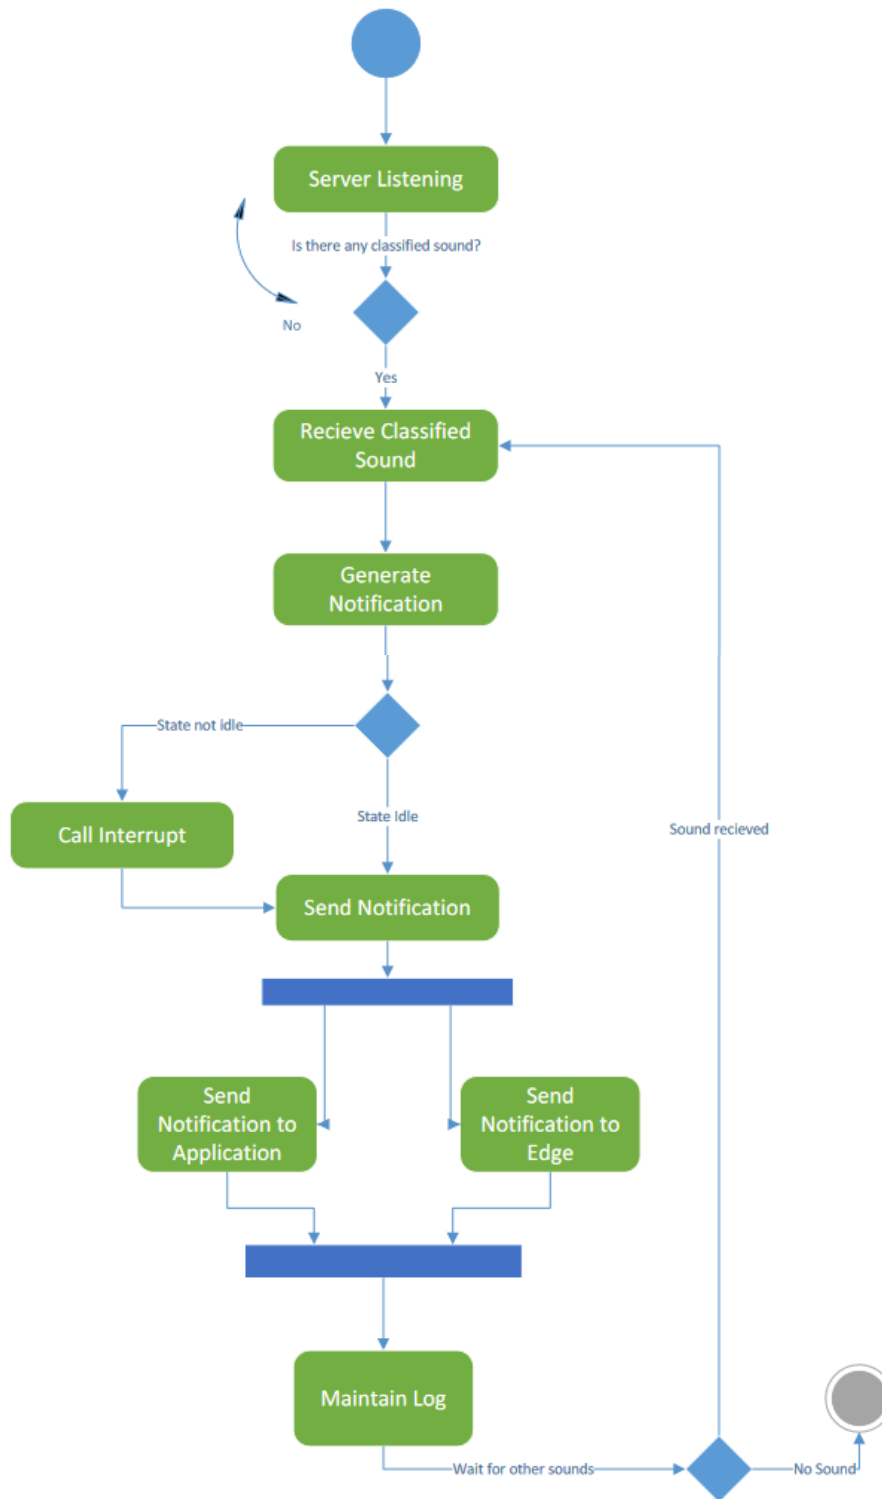 Server Listening
Is there any classified sound?
No
Yes
Recieve Classified
Sound
Generate
Notification
State not idle
State Idle
Call Interrupt
Sound recieved
Send Notification
Send
Notification to
Application
Send
Notification to
Edge
Maintain Log
Wait for other sounds
No Sound